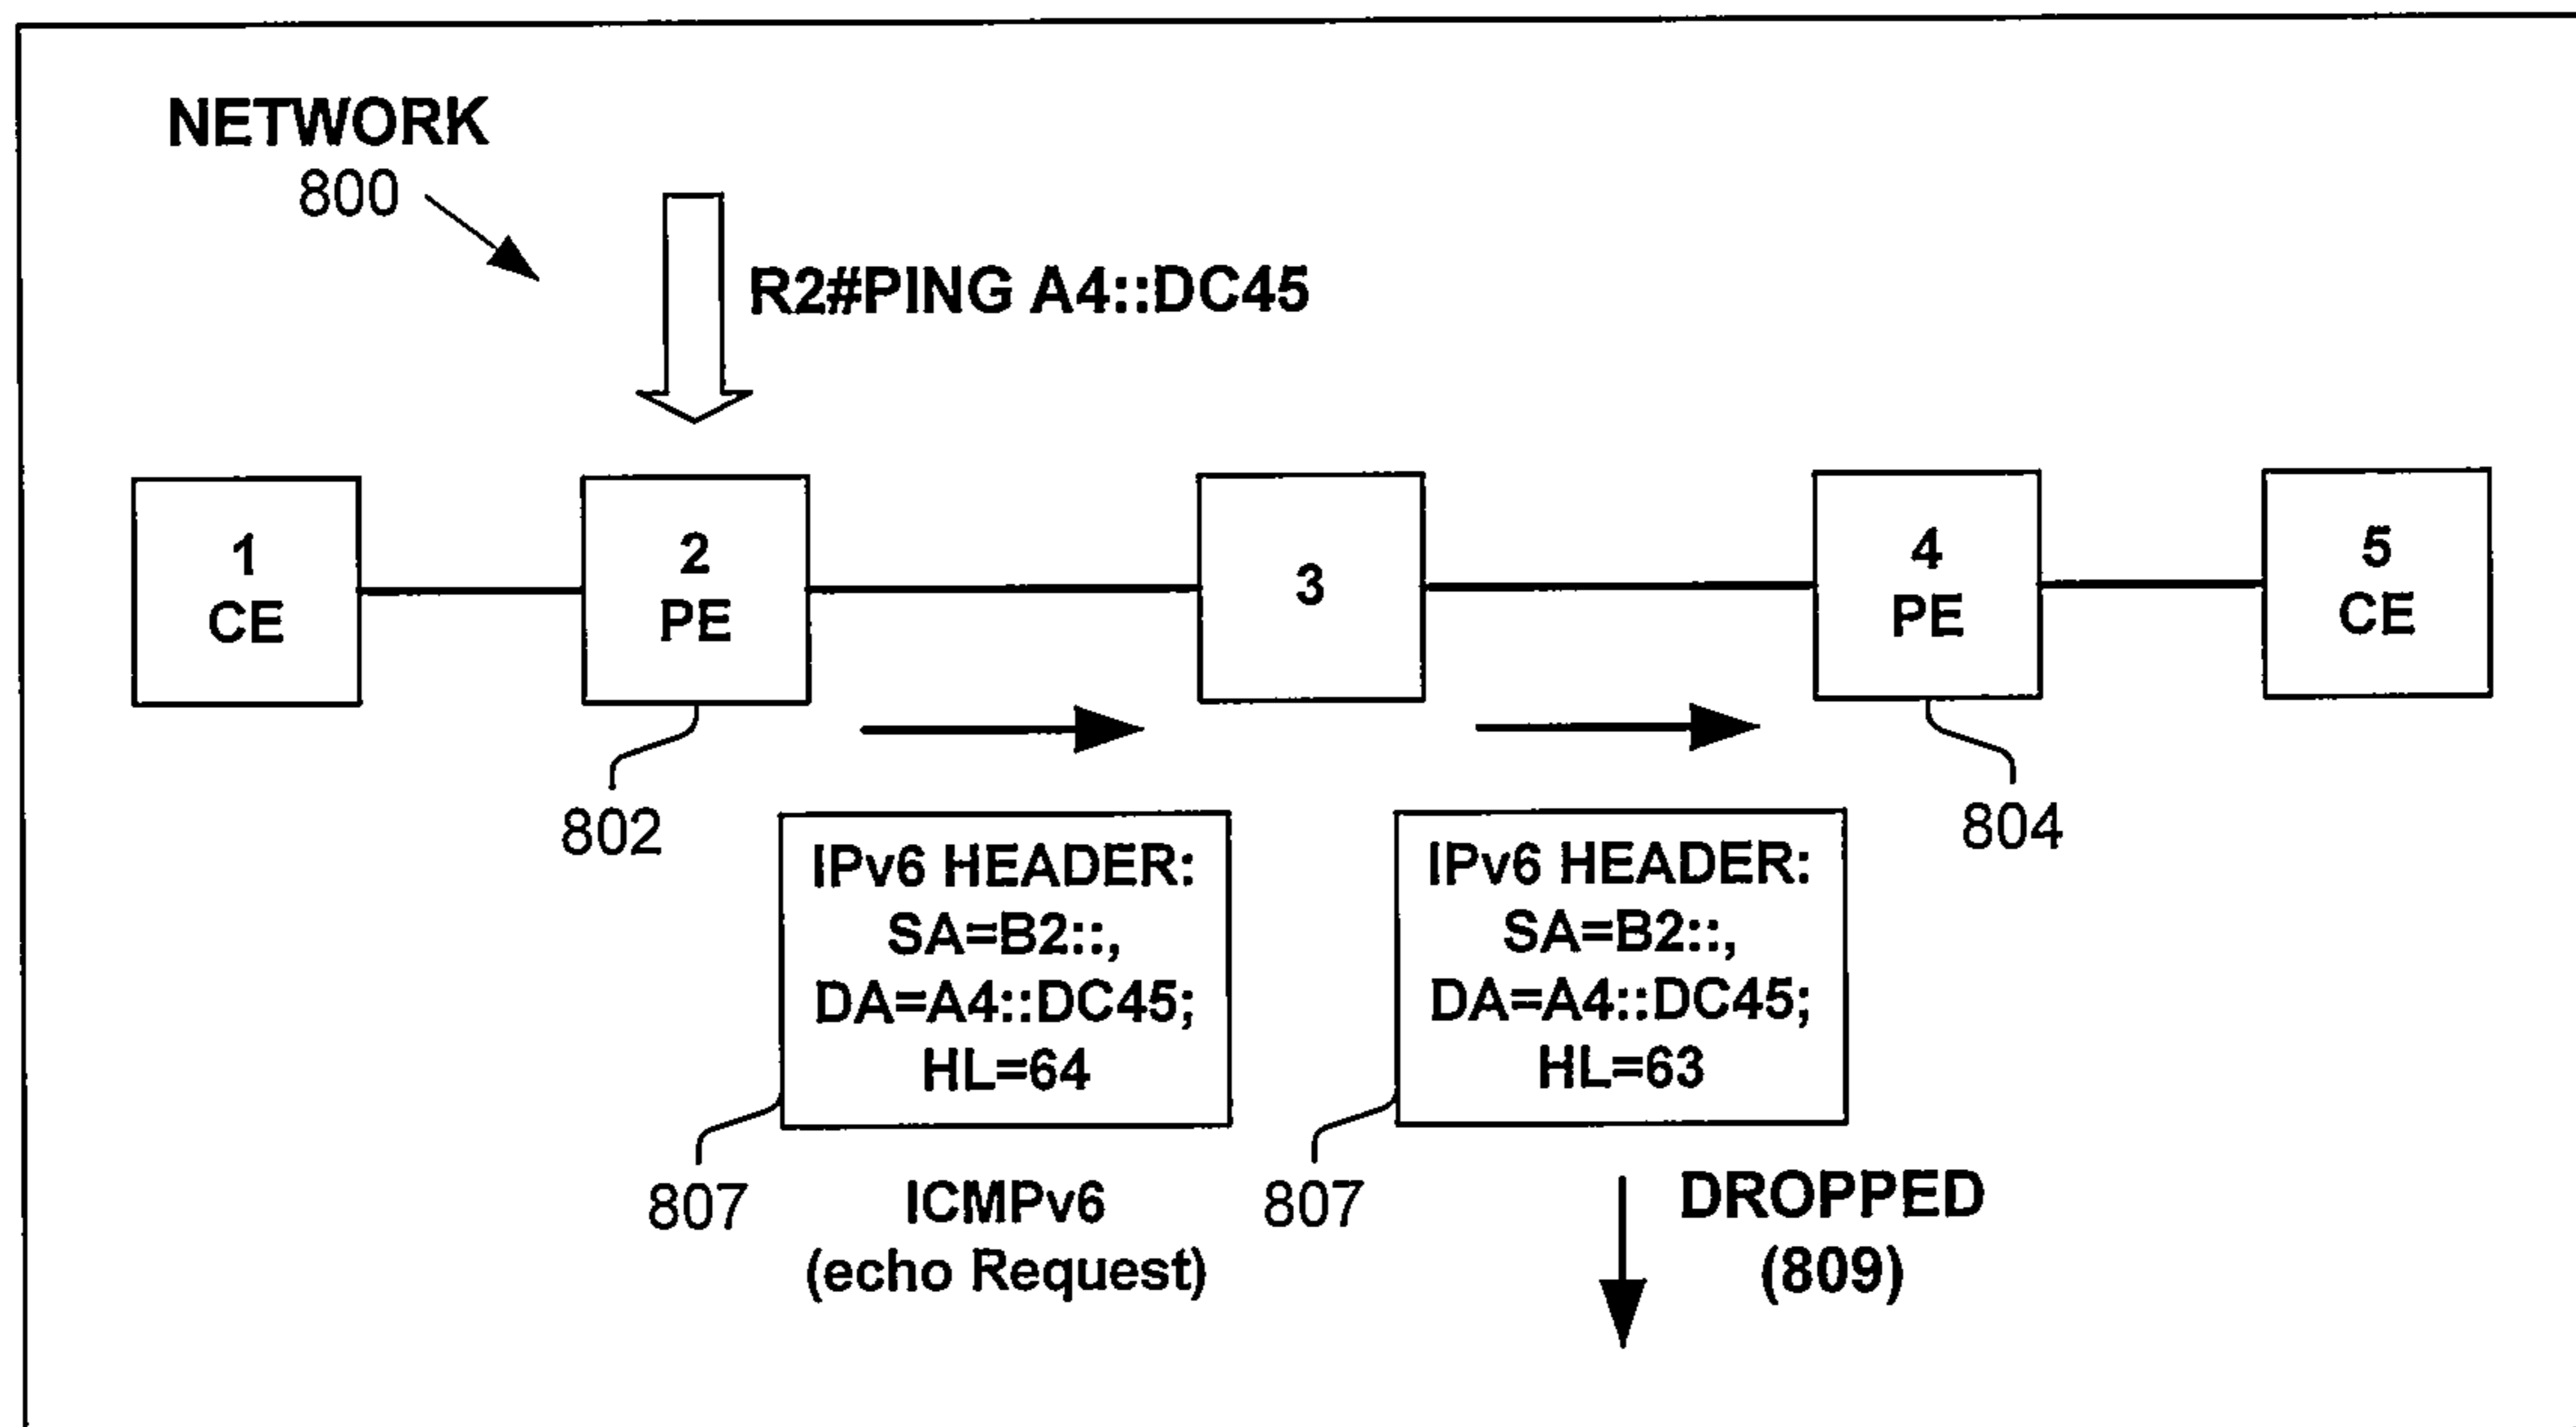 NETWORK
800
R2#PING A4::DC45
1
CE
2
PE
3
4
PE
5
CE
802
804
IPv6 HEADER:
SA=B2::,
DA=A4::DC45;
HL=64
IPv6 HEADER:
SA=B2::,
DA=A4::DC45;
HL=63
807
ICMPv6
(echo Request)
807
DROPPED
(809)